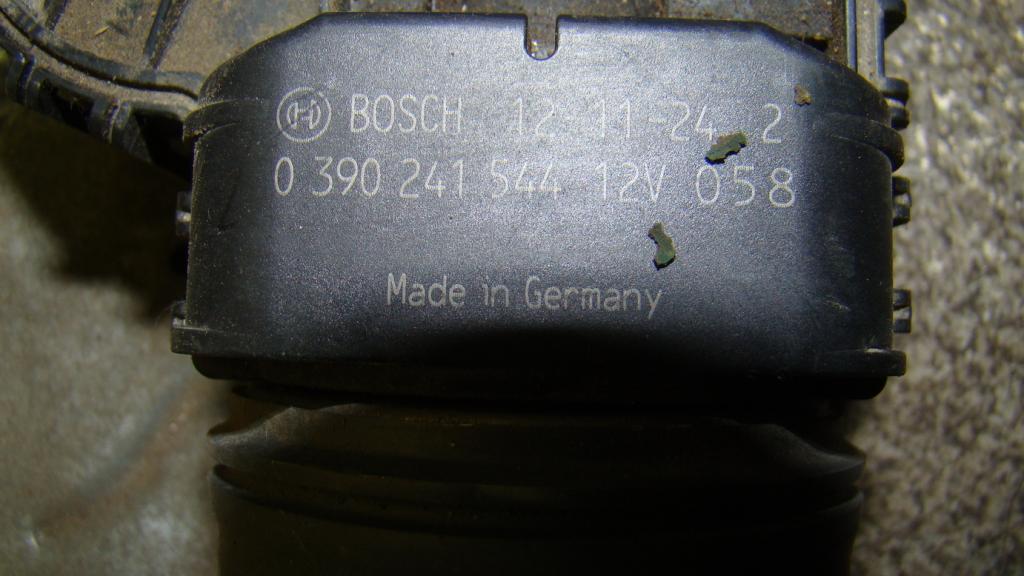 BOSCH 12 11-24 2
0 390 241 544 12V 058
Made in Germany